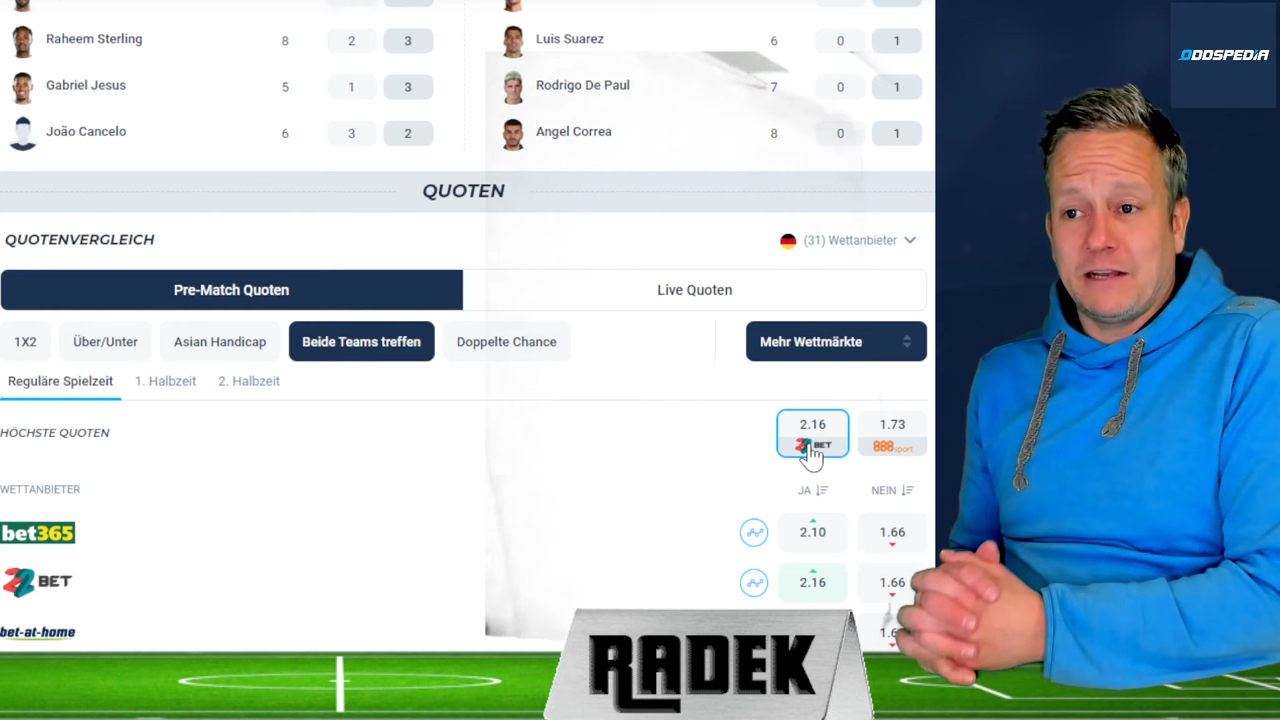 Raheem Sterling 8 2 3
Luis Suarez 6 0 1
Gabriel Jesus 5 1 3
Rodrigo De Paul 7 0 1
João Cancelo 6 3 2
Angel Correa 8 0 1
ODDSPEDIA
QUOTEN
QUOTENVERGLEICH
(31) Wettanbieter
Pre-Match Quoten
Live Quoten
1X2
Über/Unter
Asian Handicap
Beide Teams treffen
Doppelte Chance
Mehr Wettmärkte
Reguläre Spielzeit
1. Halbzeit
2. Halbzeit
HÖCHSTE QUOTEN
2.16 1.73
22BET 888sport
WETTANBIETER JA NEIN
bet365 2.10 1.66
22BET 2.16 1.66
bet-at-home
RADEK